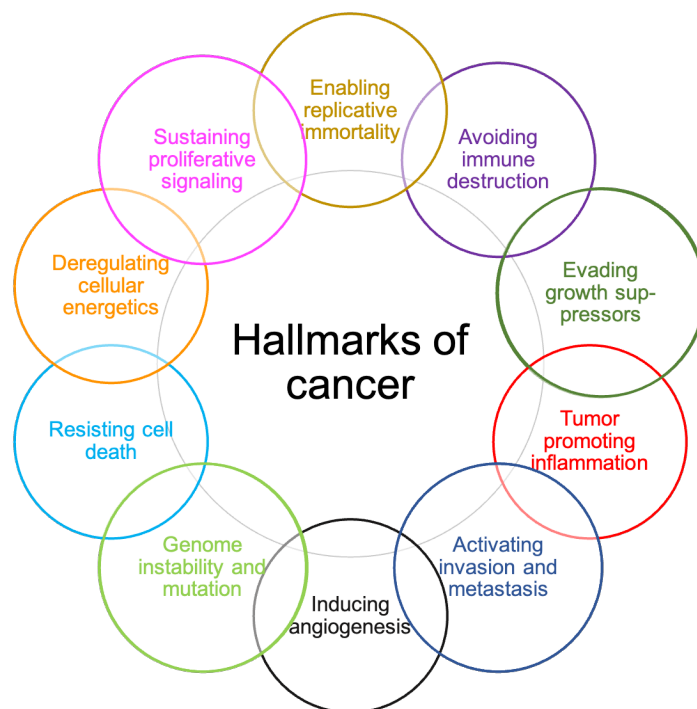 Enabling
replicative
immortality
Sustaining
proliferative
signaling
Avoiding
immune
destruction
Deregulating
cellular
energetics
Evading
growth sup-
pressors
Hallmarks of
cancer
Resisting cell
death
Tumor
promoting
inflammation
Genome
instability and
mutation
Activating
invasion and
metastasis
Inducing
angiogenesis